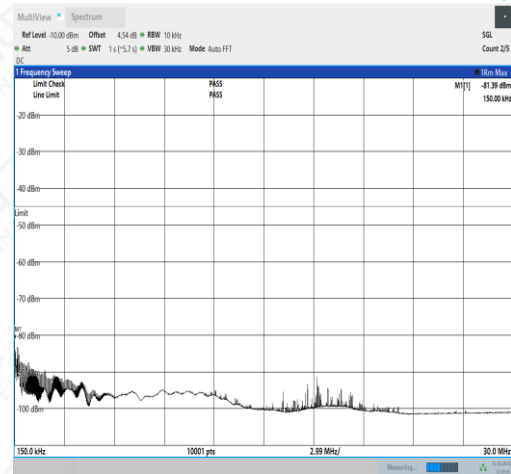 MultiView
Spectrum
Ref Level -10.00 dBm Offset 4.54 dB RBW 10 kHz SGL
Att 5 dB SWT 1 s (~5.7 s) VBW 30 kHz Mode Auto FFT Count 2/5
DC
1 Frequency Sweep 1Rm Max
Limit Check PASS M1[1] -81.39 dBm
Line Limit PASS 150.00 kHz
-20 dBm
-30 dBm
-40 dBm
Limit
-50 dBm
-60 dBm
-70 dBm
M1
-80 dBm
-100 dBm
150.0 kHz 10001 pts 2.99 MHz/ 30.0 MHz
Measuring...